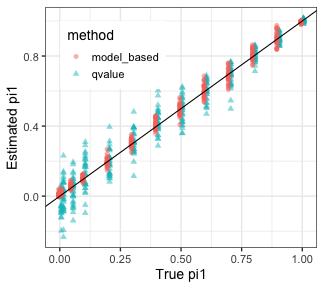 method
model_based
qvalue
0.8
0.4
0.0
Estimated pi1
0.00
0.25
0.50
0.75
1.00
True pi1